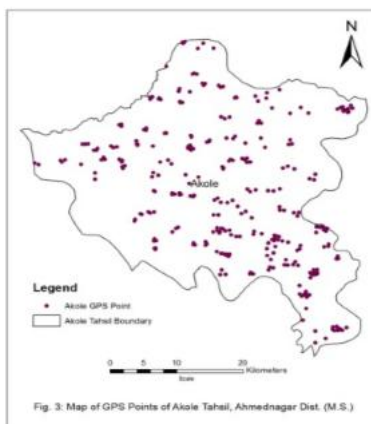 N
Akole
Legend
Akole GPS Point
Akole Tahsil Boundary
0 5 10 20
Kilometers
Scale
Fig. 3: Map of GPS Points of Akole Tahsil, Ahmednagar Dist. (M.S.)